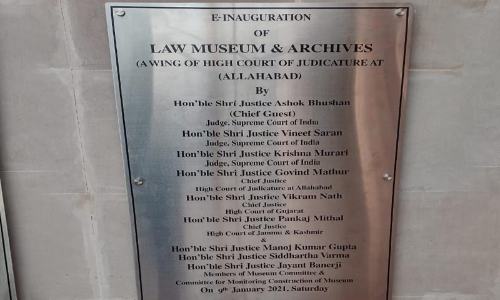 E-INAUGURATION
OF
LAW MUSEUM & ARCHIVES
(A WING OF HIGH COURT OF JUDICATURE AT
(ALLAHABAD)
By
Hon'ble Shri Justice Ashok Bhushan
(Chief Guest)
Judge, Supreme Court of India
Hon'ble Shri Justice Vineet Saran
Judge, Supreme Court of India
Hon'ble Shri Justice Krishna Murari
Judge, Supreme Court of India
Hon'ble Shri Justice Govind Mathur
Chief Justice
High Court of Judicature at Allahabad
Hon'ble Shri Justice Vikram Nath
Chief Justice
High Court of Gujarat
Hon'ble Shri Justice Pankaj Mithal
Chief Justice
High Court of Jammu & Kashmir
&
Hon'ble Shri Justice Manoj Kumar Gupta
Hon'ble Shri Justice Siddhartha Varma
Hon'ble Shri Justice Jayant Banerji
Members of Museum Committee &
Committee for Monitoring Construction of Museum
On 9th January 2021, Saturday